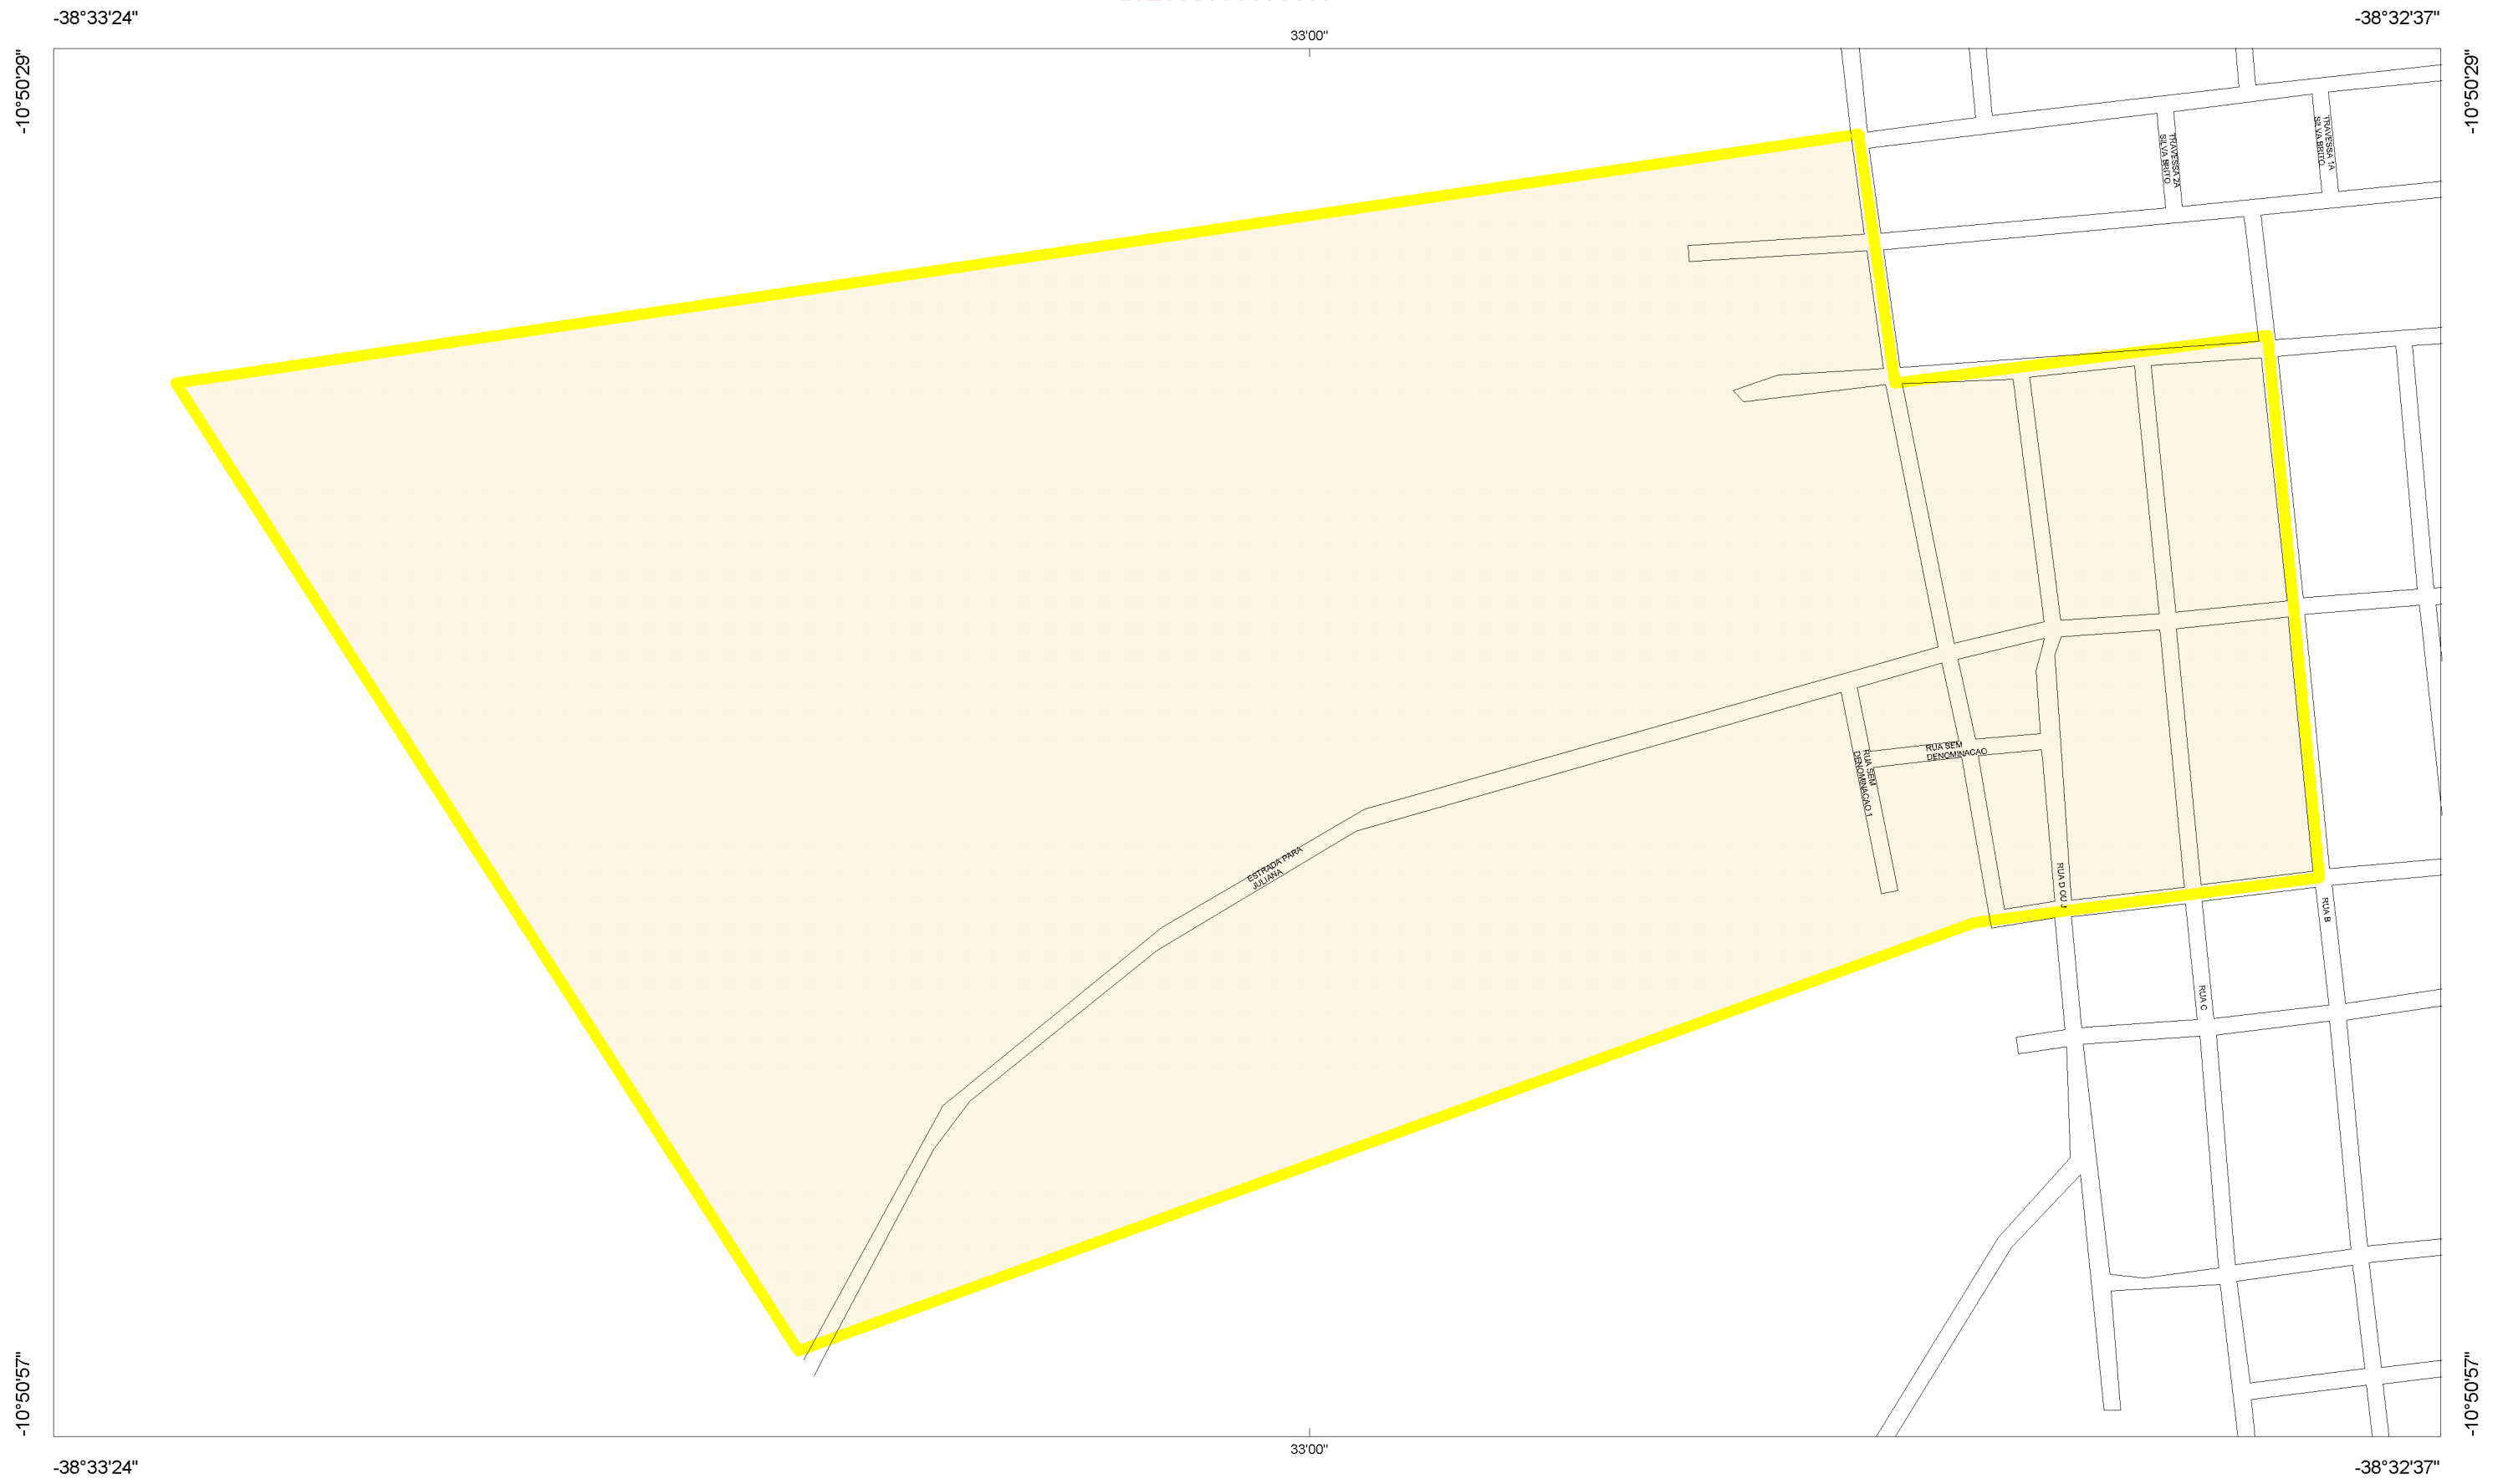 -38°33'24"
-38°32'37"
33'00"
-10°50'29"
-10°50'29"
TRAVESSA 2A
SILVA BRITO
TRAVESSA 1A
SILVA BRITO
RUA SEM
DENOMINACAO
RUA SEM
DENOMINACAO 1
ESTRADA PARA
JULIANA
RUA D OU J
RUA B
RUA C
-10°50'57"
-10°50'57"
33'00"
-38°33'24"
-38°32'37"